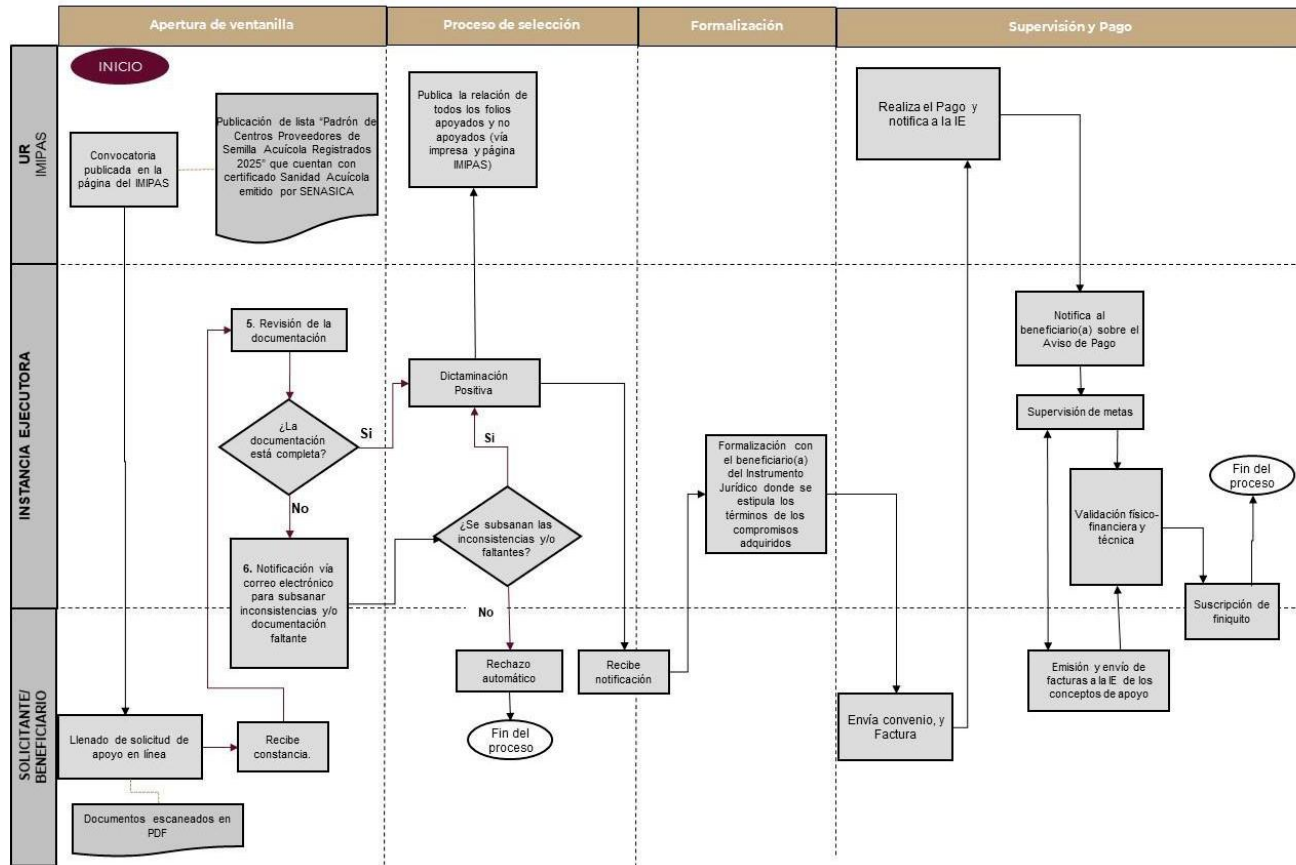 Apertura de ventanilla
Proceso de selección
Formalización
Supervisión y Pago
UR
IMIPAS
INICIO
Convocatoria
publicada en la
página del IMIPAS
Publicación de lista "Padrón de
Centros Proveedores de
Semilla Acuícola Registrados
2025" que cuentan con
certificado Sanidad Acuícola
emitido por SENASICA
Publica la relación de
todos los folios
apoyados y no
apoyados (vía
impresa y página
IMIPAS)
Realiza el Pago y
notifica a la IE
INSTANCIA EJECUTORA
5. Revisión de la
documentación
¿La
documentación
está completa?
Si
No
6. Notificación vía
correo electrónico
para subsanar
inconsistencias y/o
documentación
faltante
Dictaminación
Positiva
Si
¿Se subsanan las
inconsistencias y/o
faltantes?
No
Formalización con
el beneficiario(a)
del Instrumento
Jurídico donde se
estipula los
términos de los
compromisos
adquiridos
Notifica al
beneficiario(a) sobre el
Aviso de Pago
Supervisión de metas
Validación físico-
financiera y
técnica
Fin del
proceso
Suscripción de
finiquito
SOLICITANTE/
BENEFICIARIO
Llenado de solicitud de
apoyo en línea
Recibe
constancia.
Documentos escaneados en
PDF
Rechazo
automático
Fin del
proceso
Recibe
notificación
Envía convenio, y
Factura
Emisión y envío de
facturas a la IE de los
conceptos de apoyo